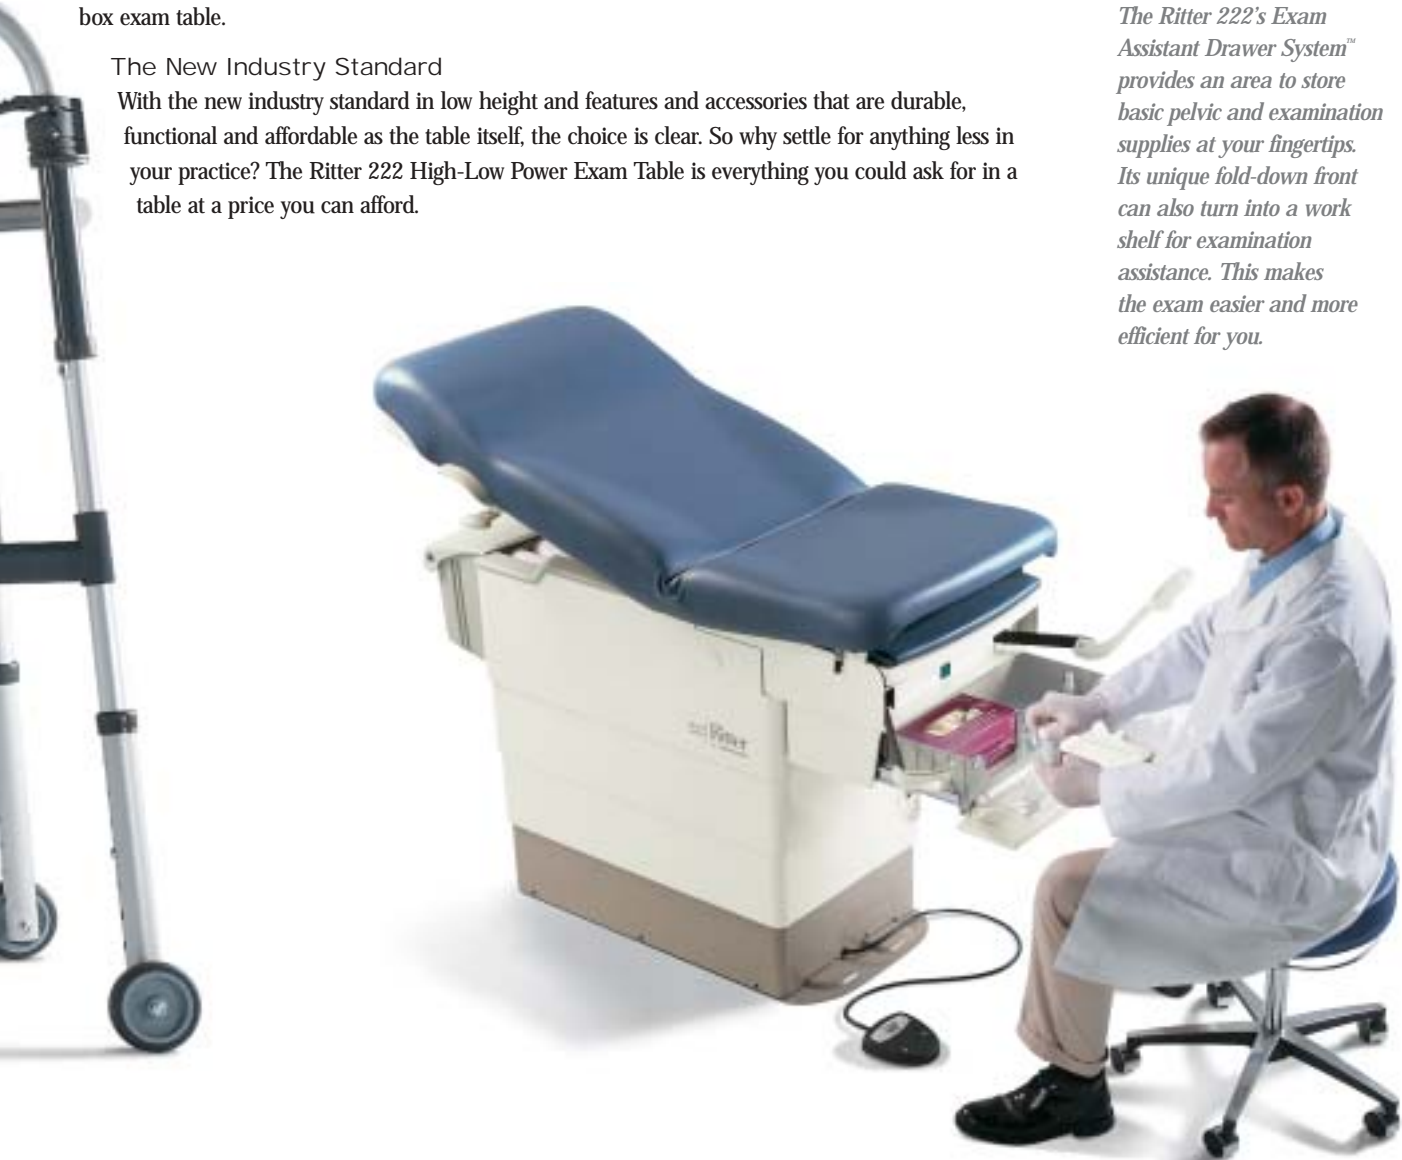 box exam table.
The New Industry Standard
With the new industry standard in low height and features and accessories that are durable,
functional and affordable as the table itself, the choice is clear. So why settle for anything less in
your practice? The Ritter 222 High-Low Power Exam Table is everything you could ask for in a
table at a price you can afford.
The Ritter 222’s Exam
Assistant Drawer System™
provides an area to store
basic pelvic and examination
supplies at your fingertips.
Its unique fold-down front
can also turn into a work
shelf for examination
assistance. This makes
the exam easier and more
efficient for you.
Ritter